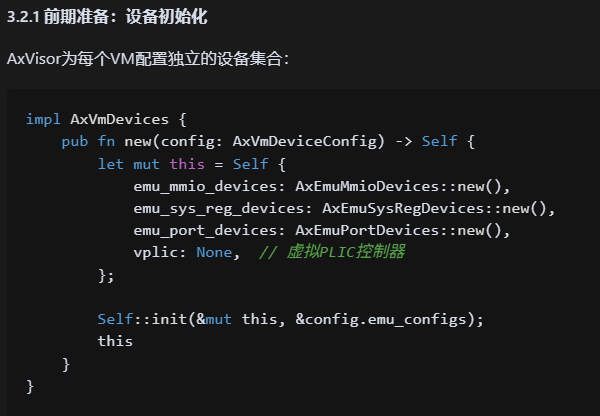 3.2.1 前期准备：设备初始化
AxVisor为每个VM配置独立的设备集合：
impl AxVmDevices {
    pub fn new(config: AxVmDeviceConfig) -> Self {
        let mut this = Self {
            emu_mmio_devices: AxEmuMmioDevices::new(),
            emu_sys_reg_devices: AxEmuSysRegDevices::new(),
            emu_port_devices: AxEmuPortDevices::new(),
            vplic: None,  // 虚拟PLIC控制器
        };
        Self::init(&mut this, &config.emu_configs);
        this
    }
}